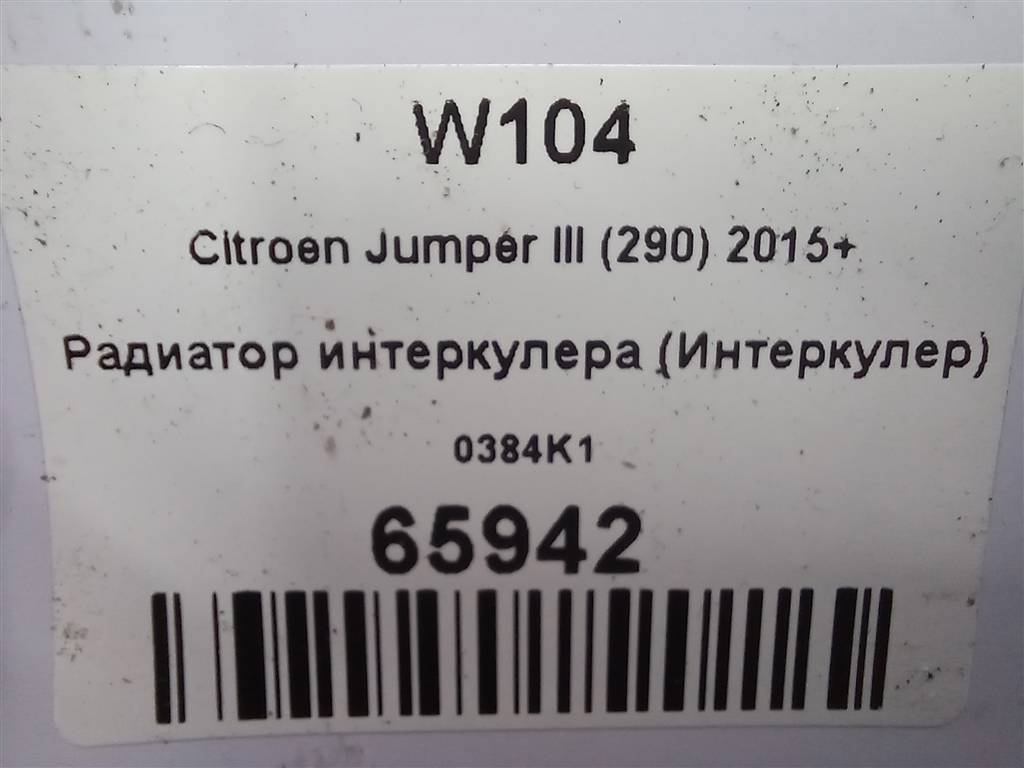 W104
Citroen Jumper III (290) 2015+
Радиатор интеркулера (Интеркулер)
0384K1
65942